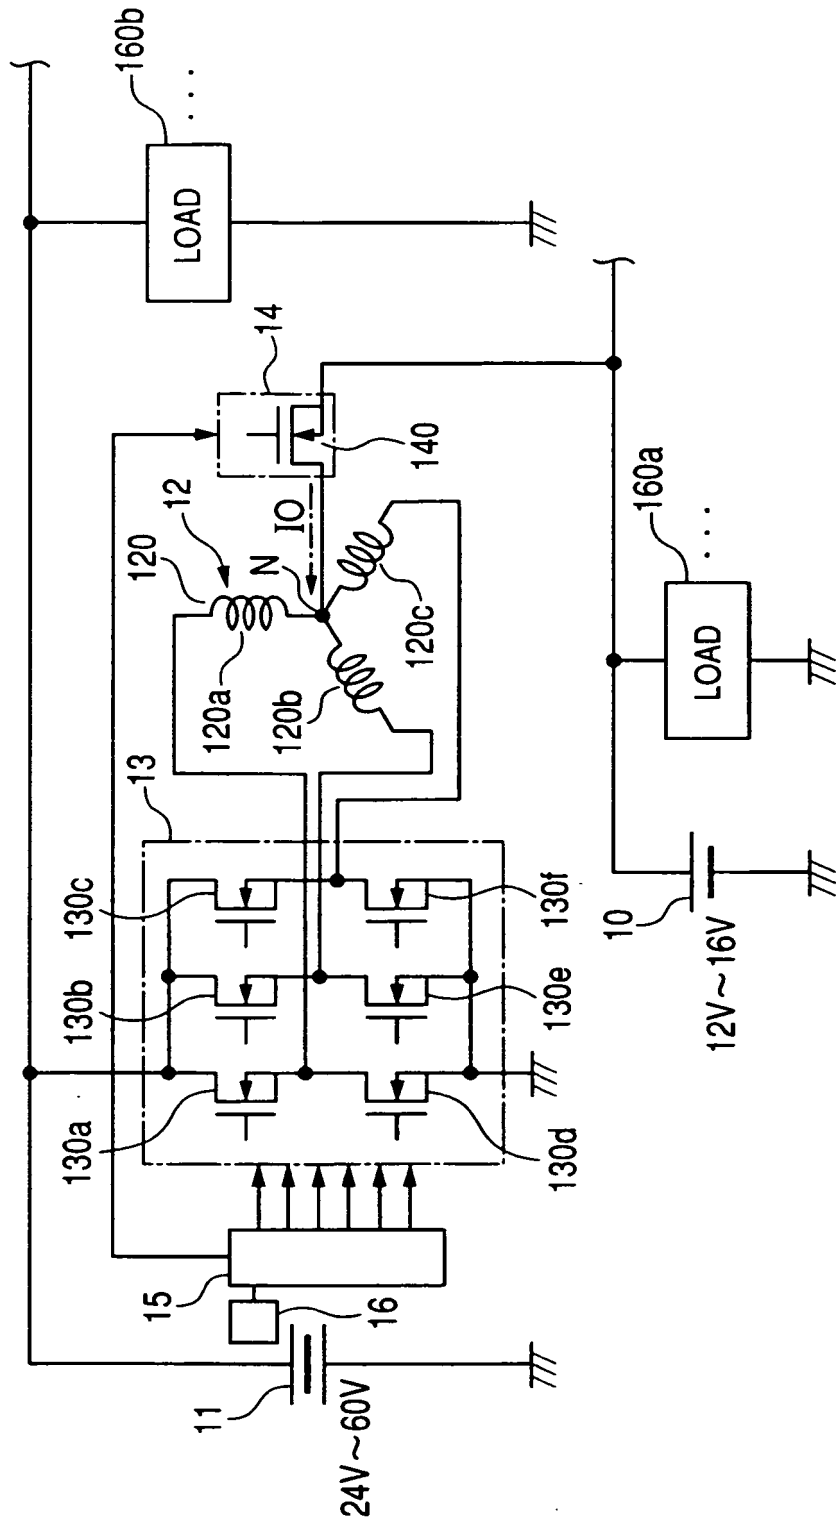 160b
LOAD
. . .
14
140
IO
N
12
120
120a
120b
120c
160a
LOAD
. . .
13
130a
130b
130c
130d
130e
130f
15
16
11
24V~60V
10
12V~16V